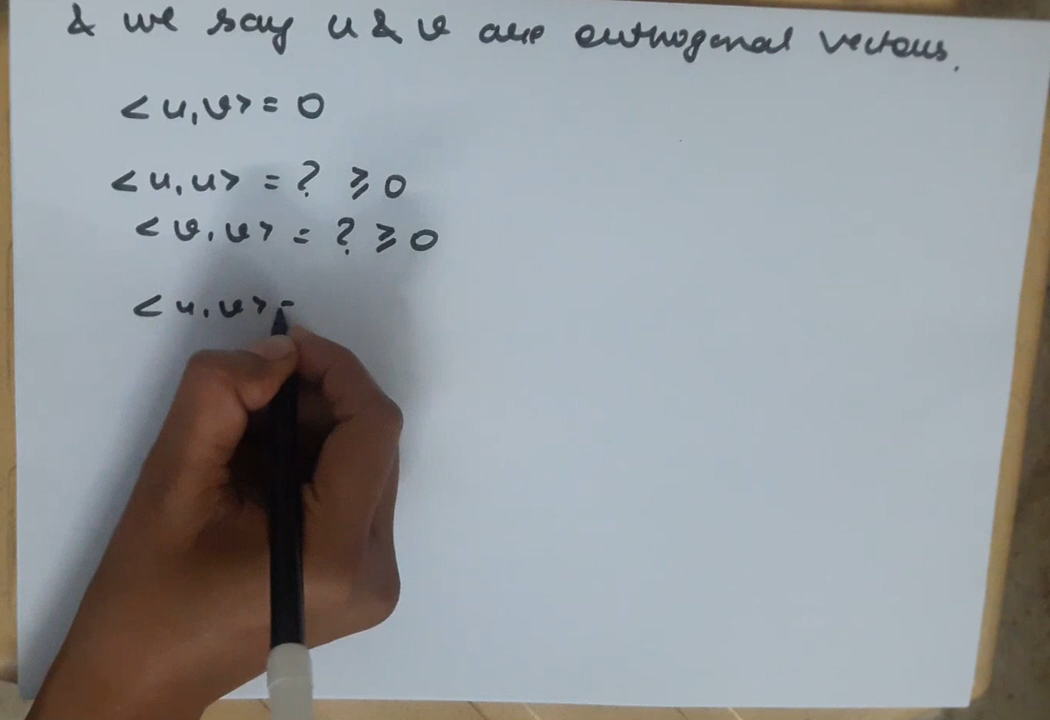 & we say u & v are orthogonal vectors.
<u,v> = 0
<u,u> = ? ⩾ 0
<v,v> = ? ⩾ 0
<u,v> =